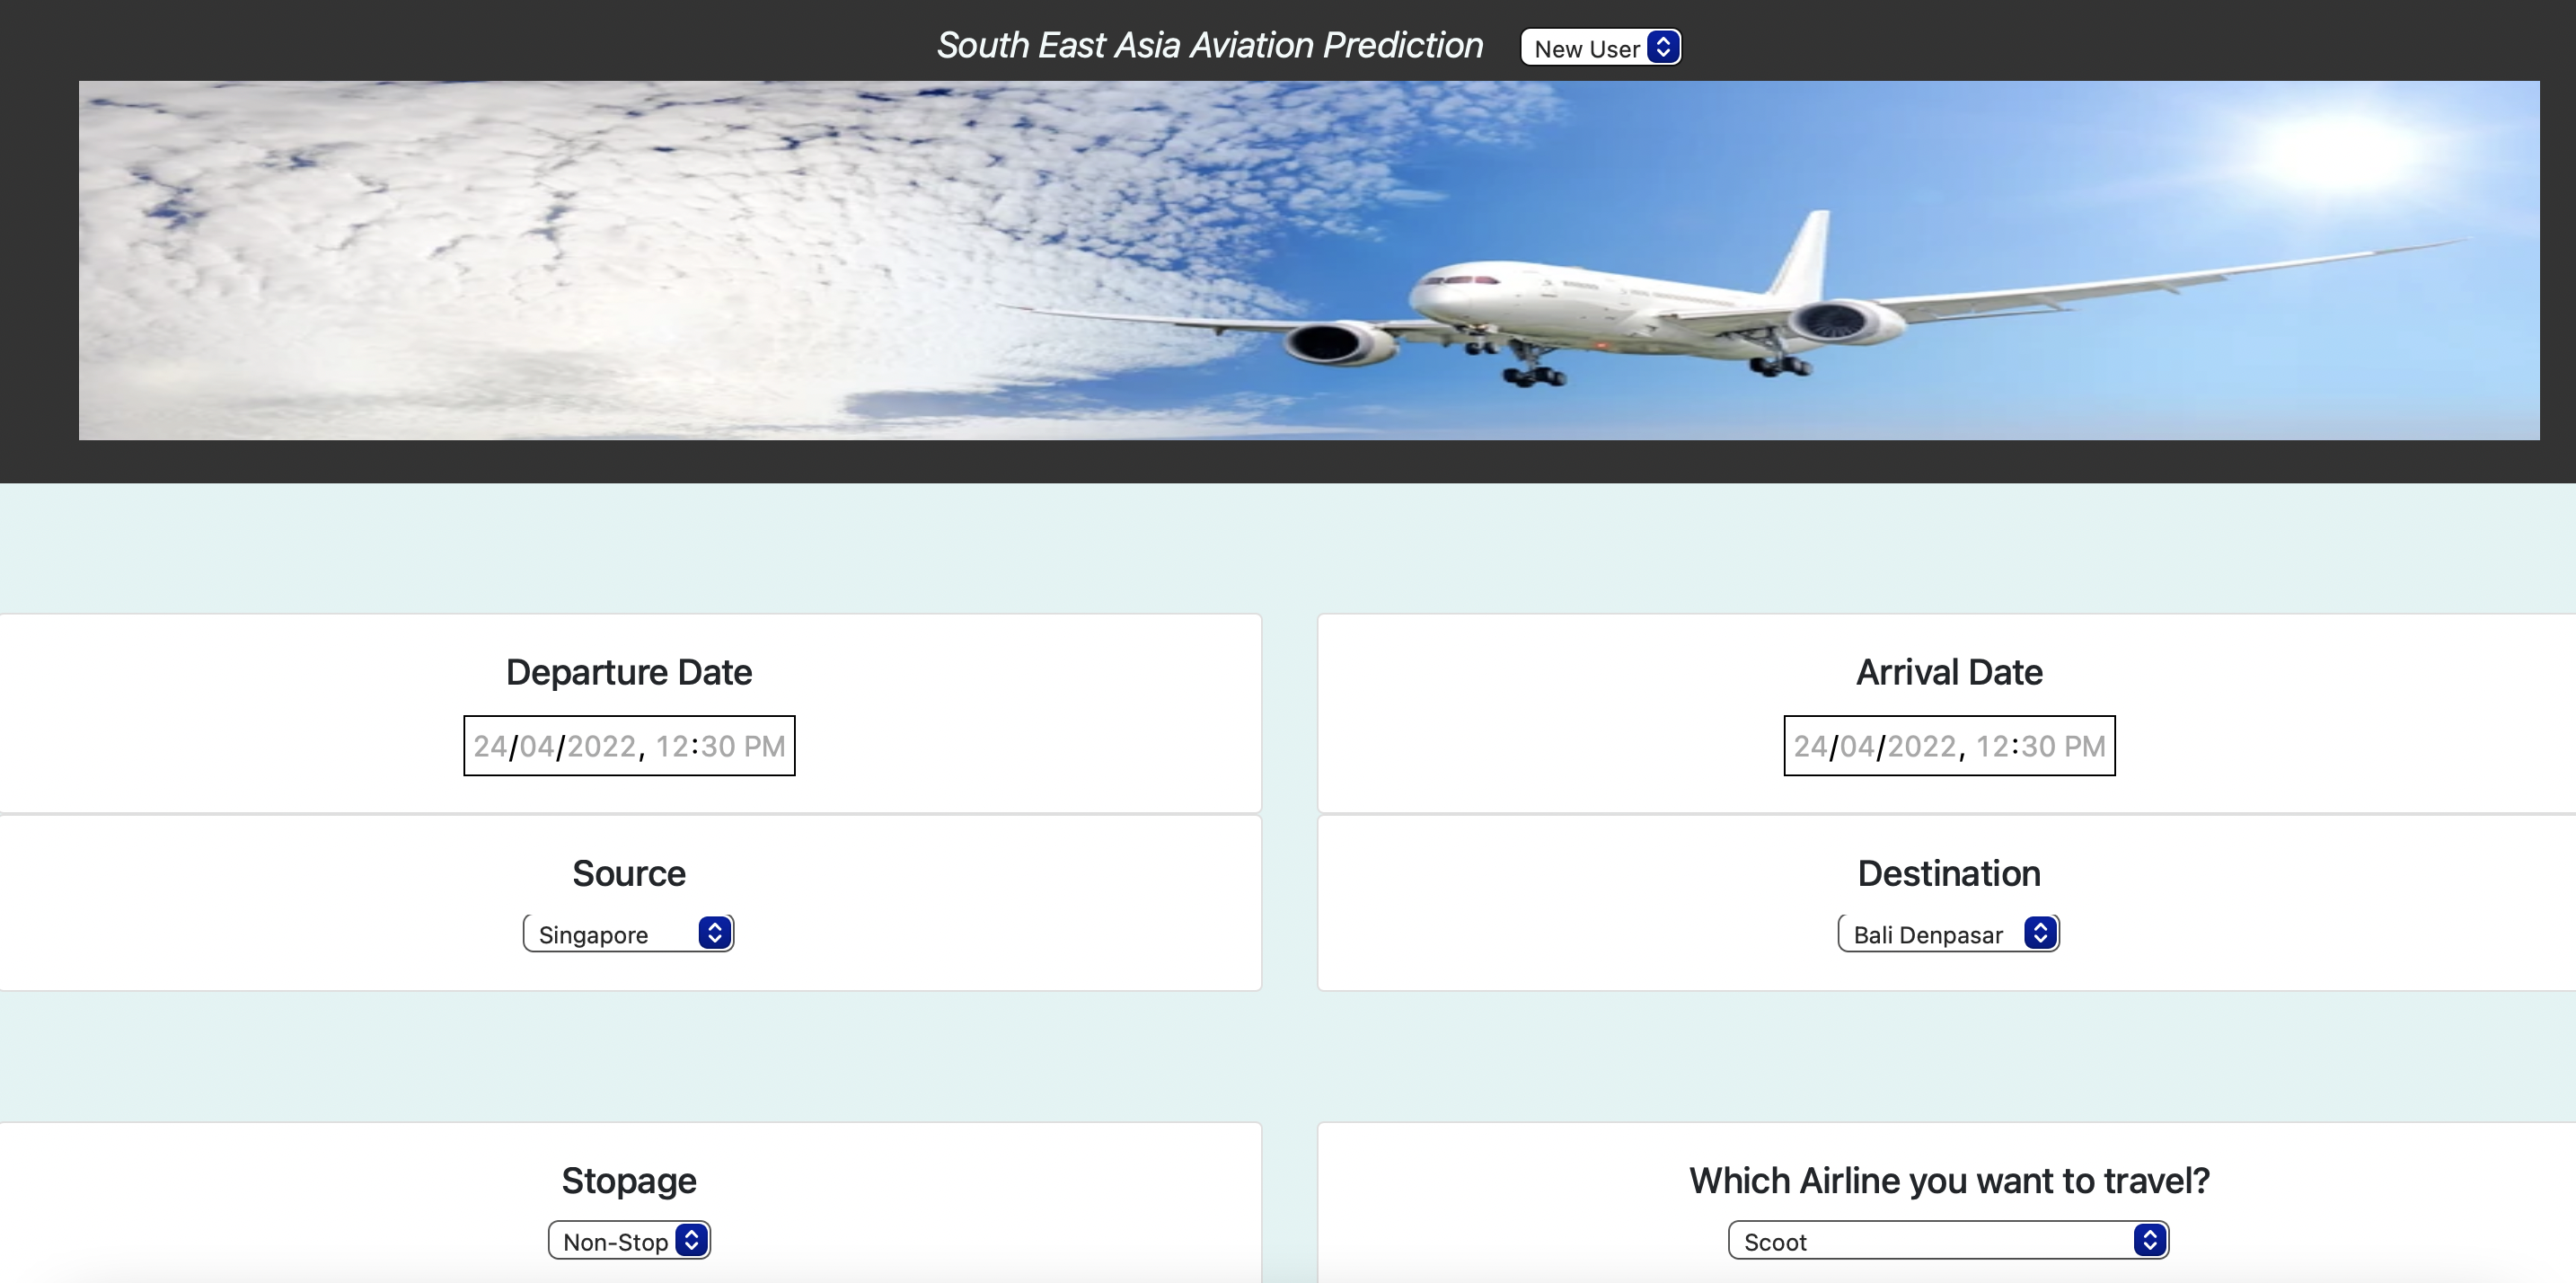 South East Asia Aviation Prediction New User
Departure Date
24/04/2022, 12:30 PM
Arrival Date
24/04/2022, 12:30 PM
Source
Singapore
Destination
Bali Denpasar
Stopage
Non-Stop
Which Airline you want to travel?
Scoot